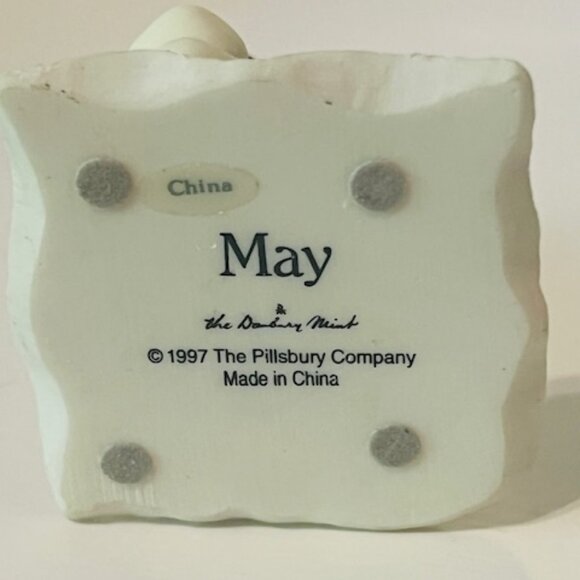 China
May
the Danbury Mint
© 1997 The Pillsbury Company
Made in China